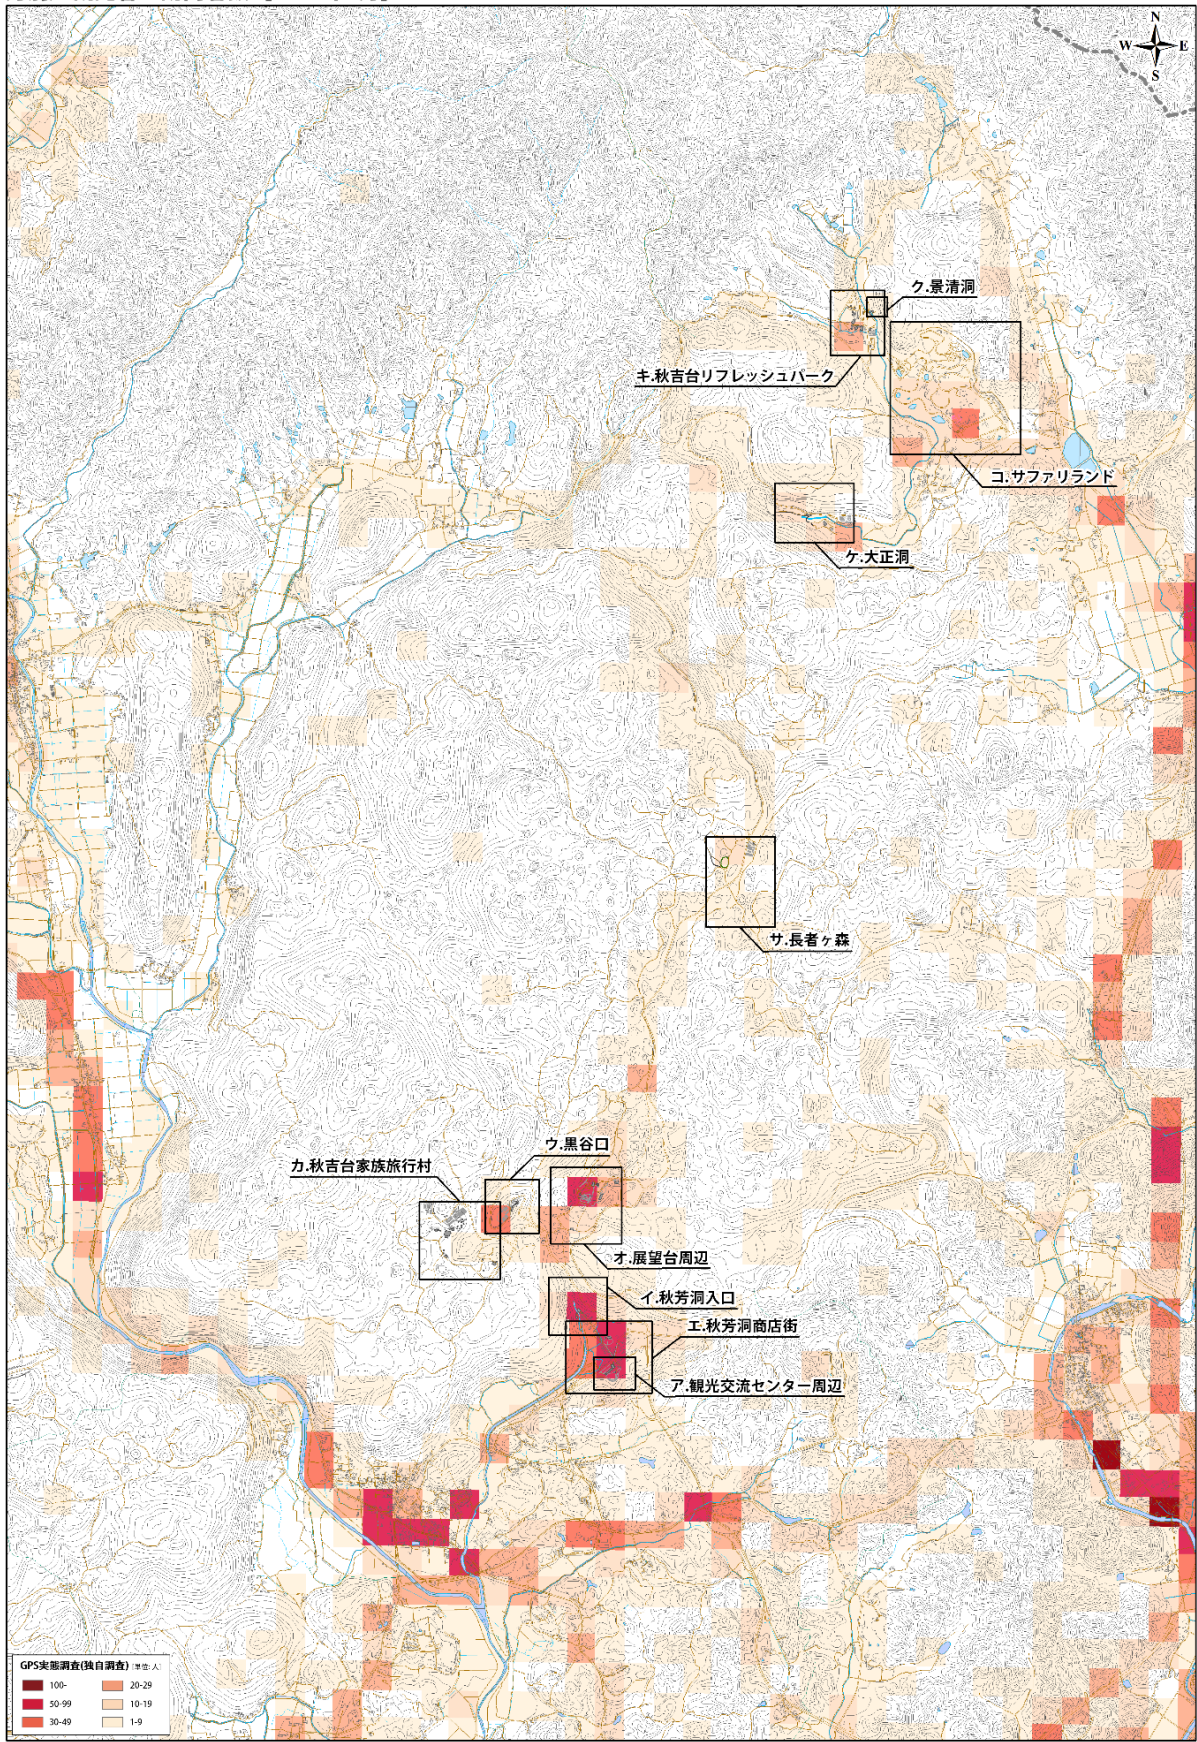 N
W E
S
ク.景清洞
キ.秋吉台リフレッシュパーク
コ.サファリランド
ケ.大正洞
サ.長者ヶ森
ウ.黒谷口
カ.秋吉台家族旅行村
オ.展望台周辺
イ.秋芳洞入口
エ.秋芳洞商店街
ア.観光交流センター周辺
GPS実態調査(独自調査) (単位:人)
100- 20-29
50-99 10-19
30-49 1-9